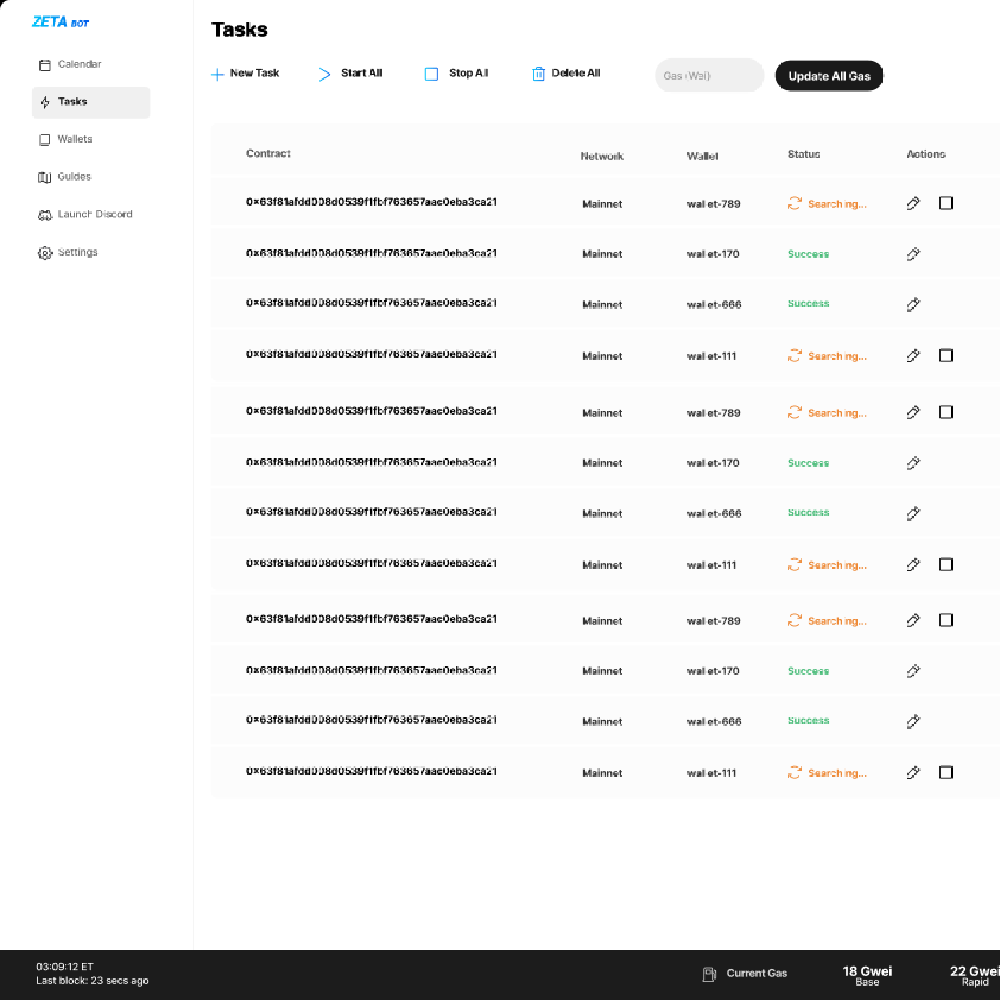 ZETA BOT
Calendar
Tasks
Wallets
Guides
Launch Discord
Settings
Tasks
New Task Start All Stop All Delete All Gas (Wei) Update All Gas
Contract Network Wallet Status Actions
0x63f81afdd008d0539f1fbf763657aae0eba3ca21 Mainnet wallet-789 Searching...
0x63f81afdd008d0539f1fbf763657aae0eba3ca21 Mainnet wallet-170 Success
0x63f81afdd008d0539f1fbf763657aae0eba3ca21 Mainnet wallet-666 Success
0x63f81afdd008d0539f1fbf763657aae0eba3ca21 Mainnet wallet-111 Searching...
0x63f81afdd008d0539f1fbf763657aae0eba3ca21 Mainnet wallet-789 Searching...
0x63f81afdd008d0539f1fbf763657aae0eba3ca21 Mainnet wallet-170 Success
0x63f81afdd008d0539f1fbf763657aae0eba3ca21 Mainnet wallet-666 Success
0x63f81afdd008d0539f1fbf763657aae0eba3ca21 Mainnet wallet-111 Searching...
0x63f81afdd008d0539f1fbf763657aae0eba3ca21 Mainnet wallet-789 Searching...
0x63f81afdd008d0539f1fbf763657aae0eba3ca21 Mainnet wallet-170 Success
0x63f81afdd008d0539f1fbf763657aae0eba3ca21 Mainnet wallet-666 Success
0x63f81afdd008d0539f1fbf763657aae0eba3ca21 Mainnet wallet-111 Searching...
03:09:12 ET
Last block: 23 secs ago
Current Gas
18 Gwei
Base
22 Gwei
Rapid